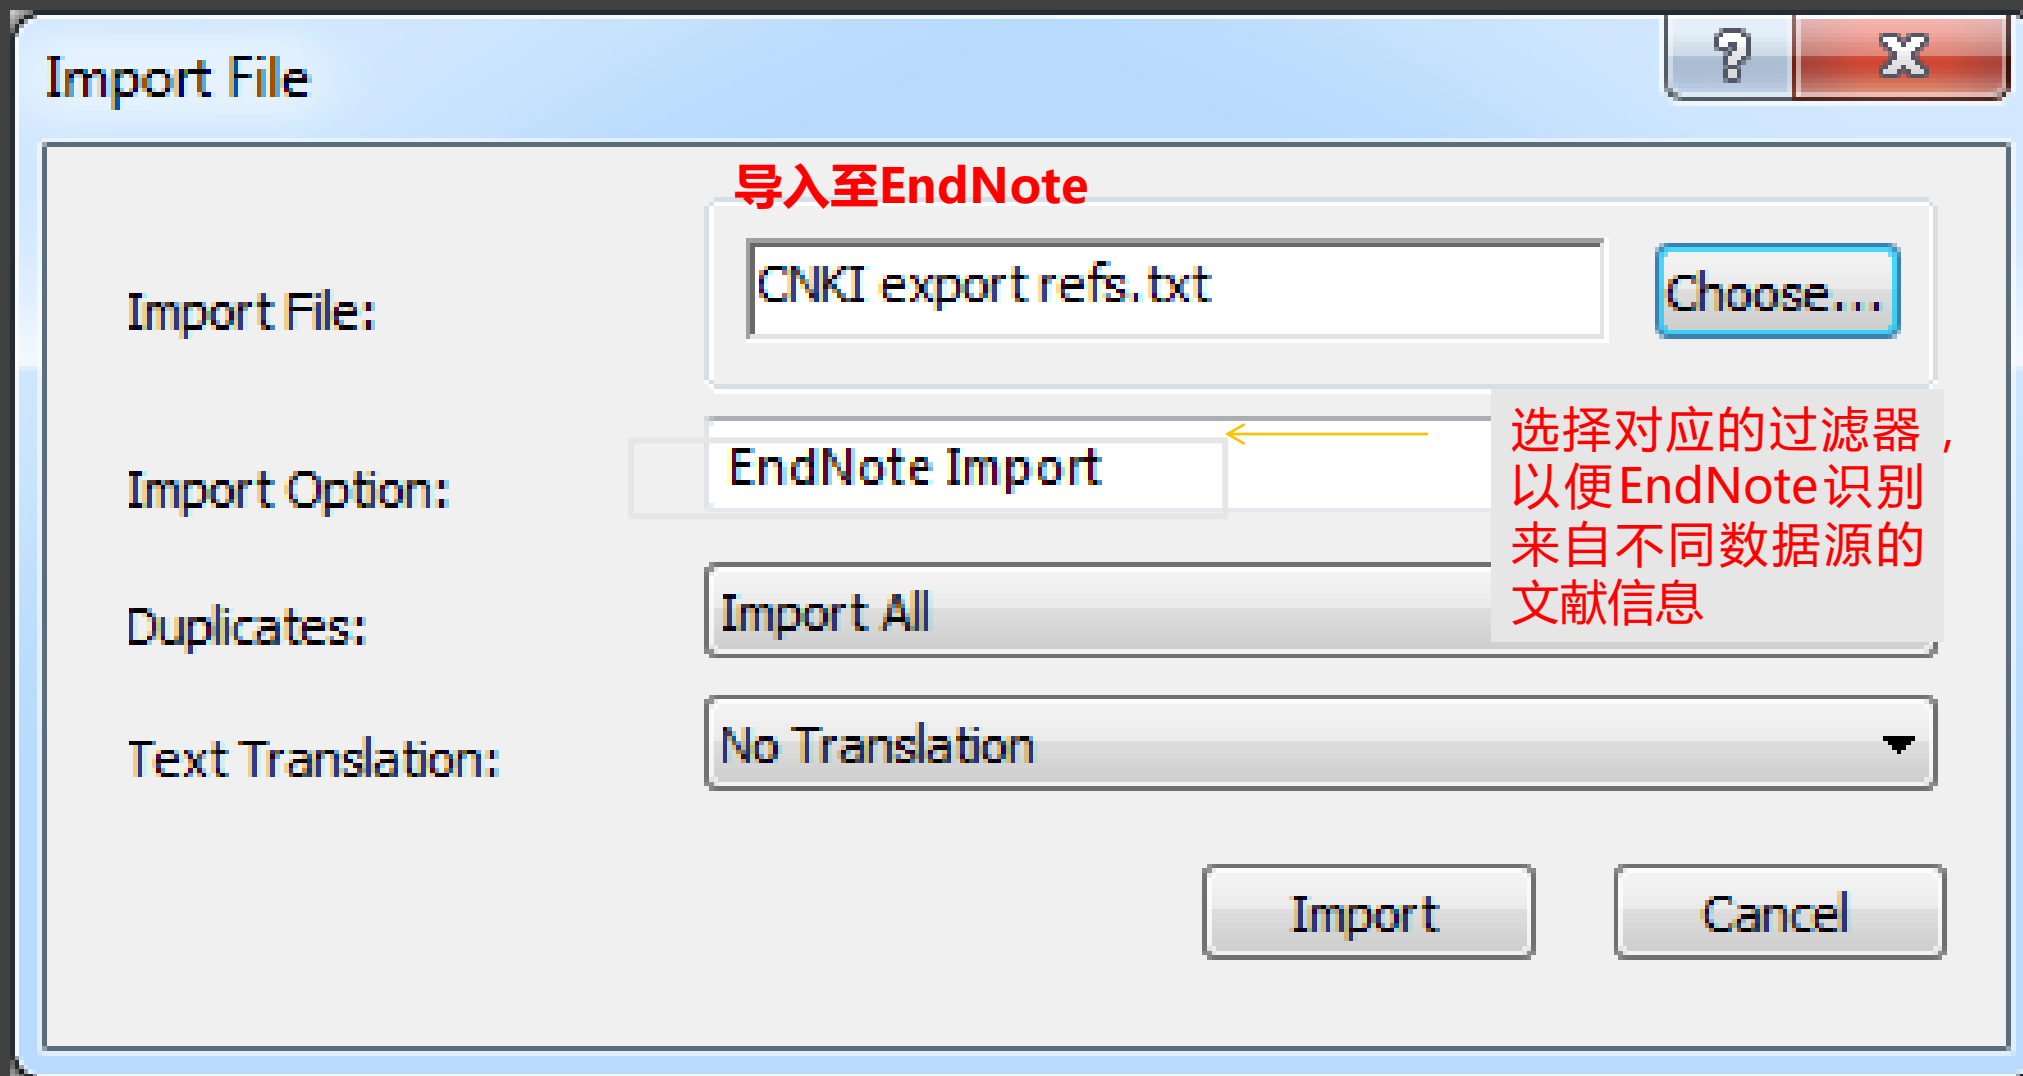 Import File
导入至EndNote
Import File:
CNKI export refs.txt
Choose...
Import Option:
EndNote Import
选择对应的过滤器，
以便EndNote识别
来自不同数据源的
文献信息
Duplicates:
Import All
Text Translation:
No Translation
Import
Cancel